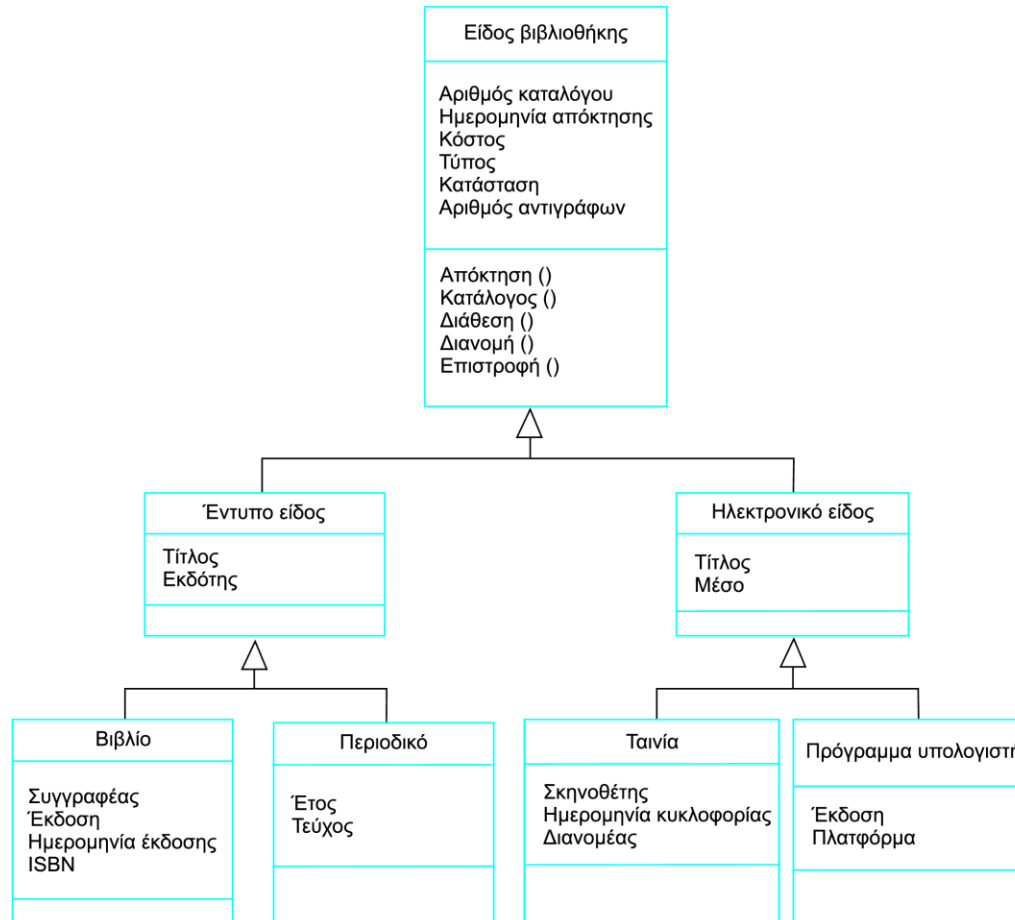 Είδος βιβλιοθήκης
Αριθμός καταλόγου
Ημερομηνία απόκτησης
Κόστος
Τύπος
Κατάσταση
Αριθμός αντιγράφων
Απόκτηση ()
Κατάλογος ()
Διάθεση ()
Διανομή ()
Επιστροφή ()
Έντυπο είδος
Τίτλος
Εκδότης
Ηλεκτρονικό είδος
Τίτλος
Μέσο
Βιβλίο
Συγγραφέας
Έκδοση
Ημερομηνία έκδοσης
ISBN
Περιοδικό
Έτος
Τεύχος
Ταινία
Σκηνοθέτης
Ημερομηνία κυκλοφορίας
Διανομέας
Πρόγραμμα υπολογιστή
Έκδοση
Πλατφόρμα